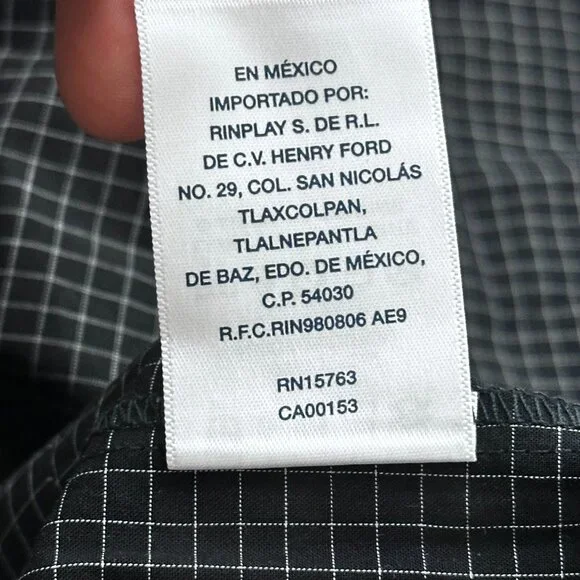 EN MÉXICO
IMPORTADO POR:
RINPLAY S. DE R.L.
DE C.V. HENRY FORD
NO. 29, COL. SAN NICOLÁS
TLAXCOLPAN,
TLALNEPANTLA
DE BAZ, EDO. DE MÉXICO,
C.P. 54030
R.F.C.RIN980806 AE9
RN15763
CA00153